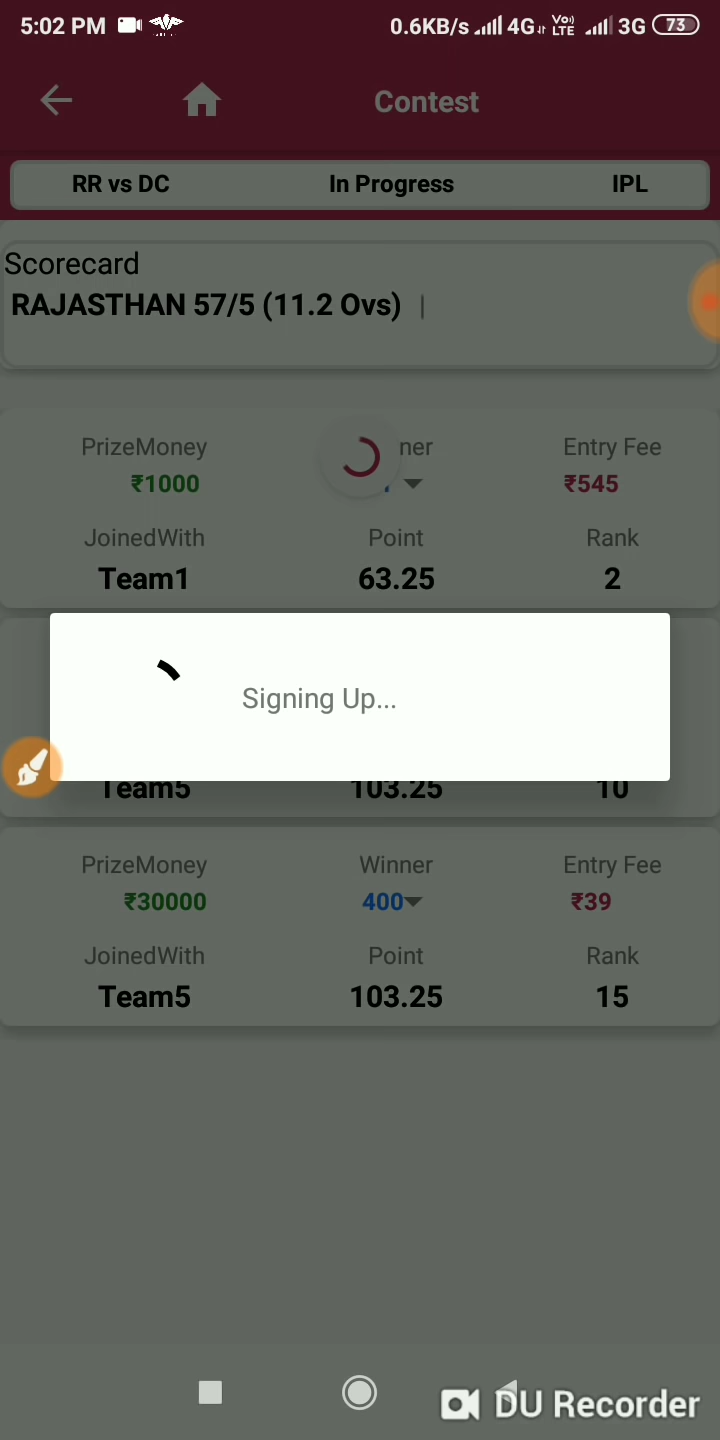 5:02 PM 0.6KB/s 4G Vo) LTE 3G 73
Contest
RR vs DC In Progress IPL
Scorecard
RAJASTHAN 57/5 (11.2 Ovs) |
PrizeMoney ner Entry Fee
₹1000 ₹545
JoinedWith Point Rank
Team1 63.25 2
Signing Up...
Team5 103.25 10
PrizeMoney Winner Entry Fee
₹30000 400 ₹39
JoinedWith Point Rank
Team5 103.25 15
DU Recorder